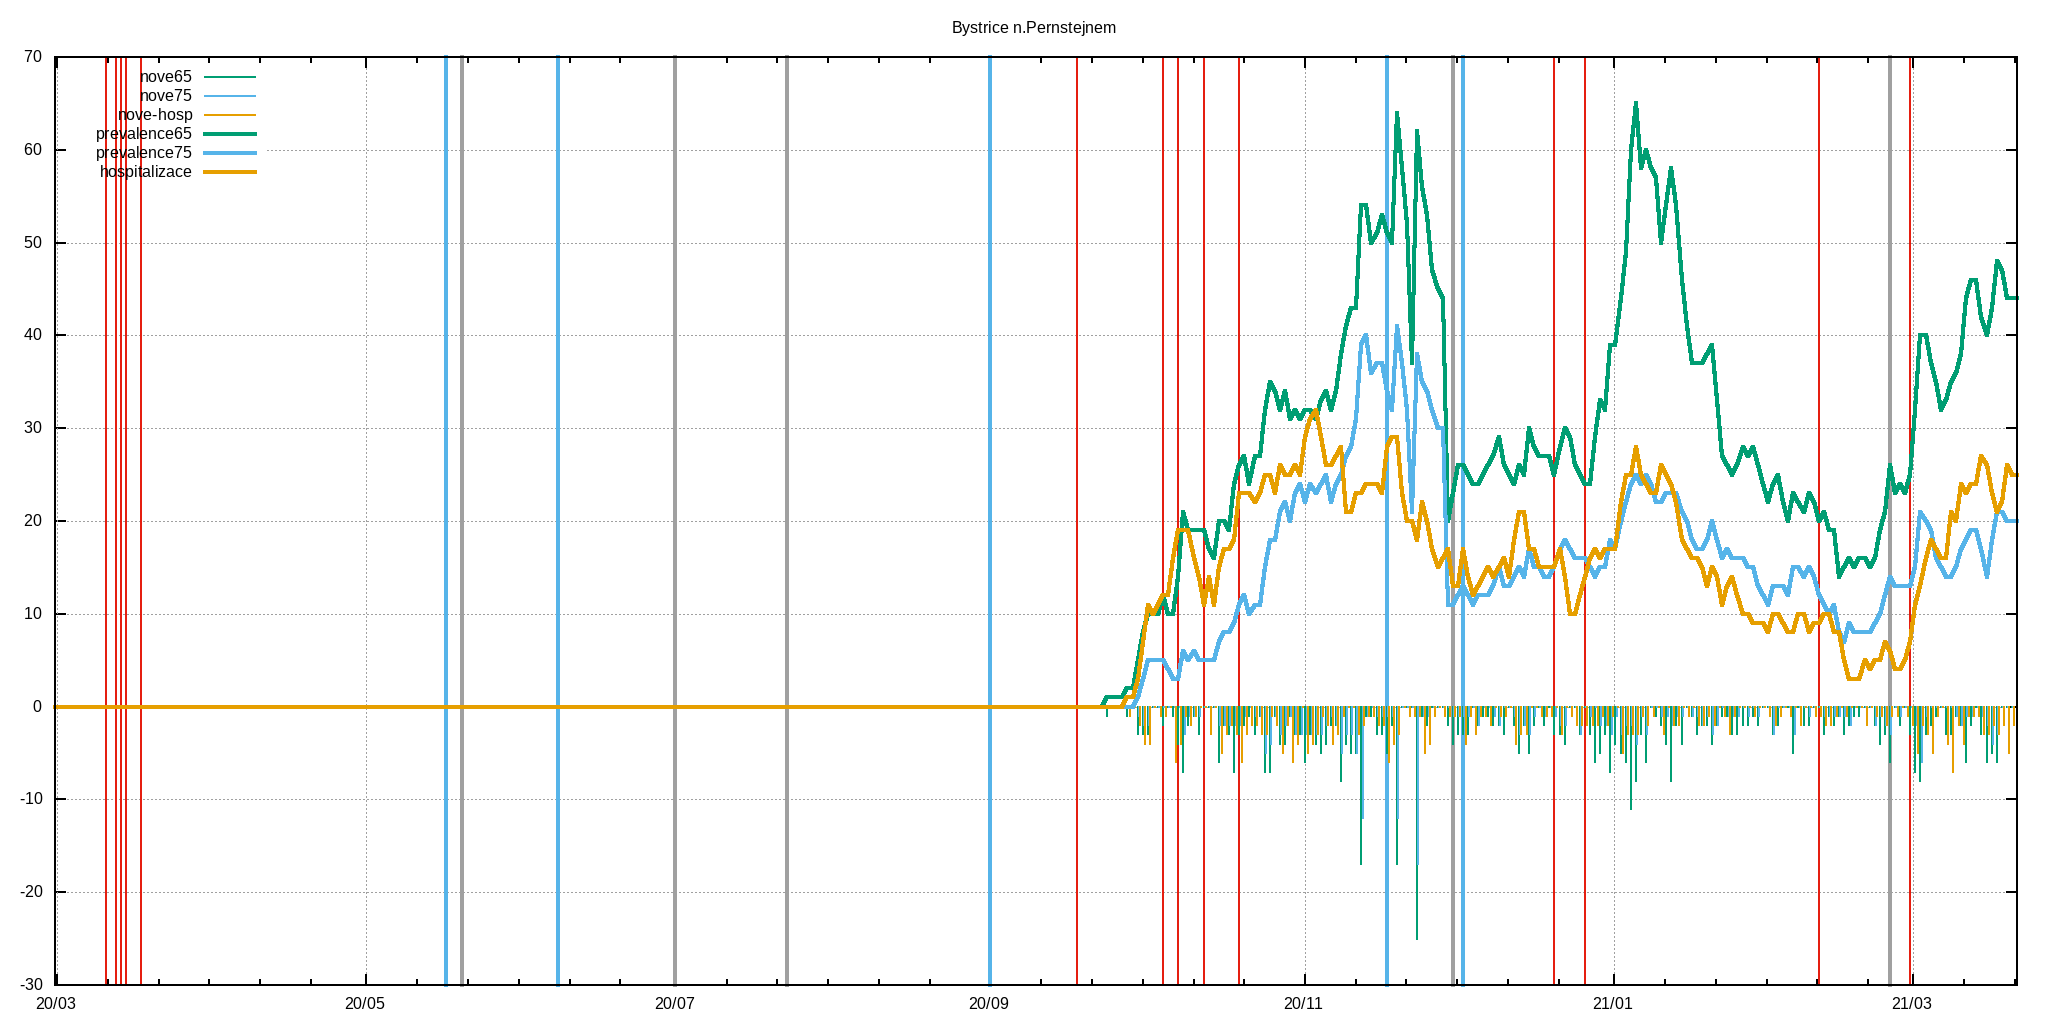 Bystrice n.Pernstejnem
70
60
50
40
30
20
10
0
-10
-20
-30
nove65
nove75
nove-hosp
prevalence65
prevalence75
hospitalizace
20/03 20/05 20/07 20/09 20/11 21/01 21/03